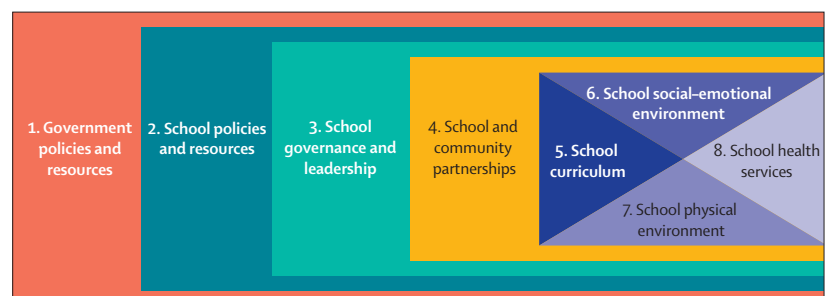 1. Government
policies and
resources
2. School policies
and resources
3. School
governance and
leadership
4. School and
community
partnerships
5. School
curriculum
6. School social–emotional
environment
7. School physical
environment
8. School health
services